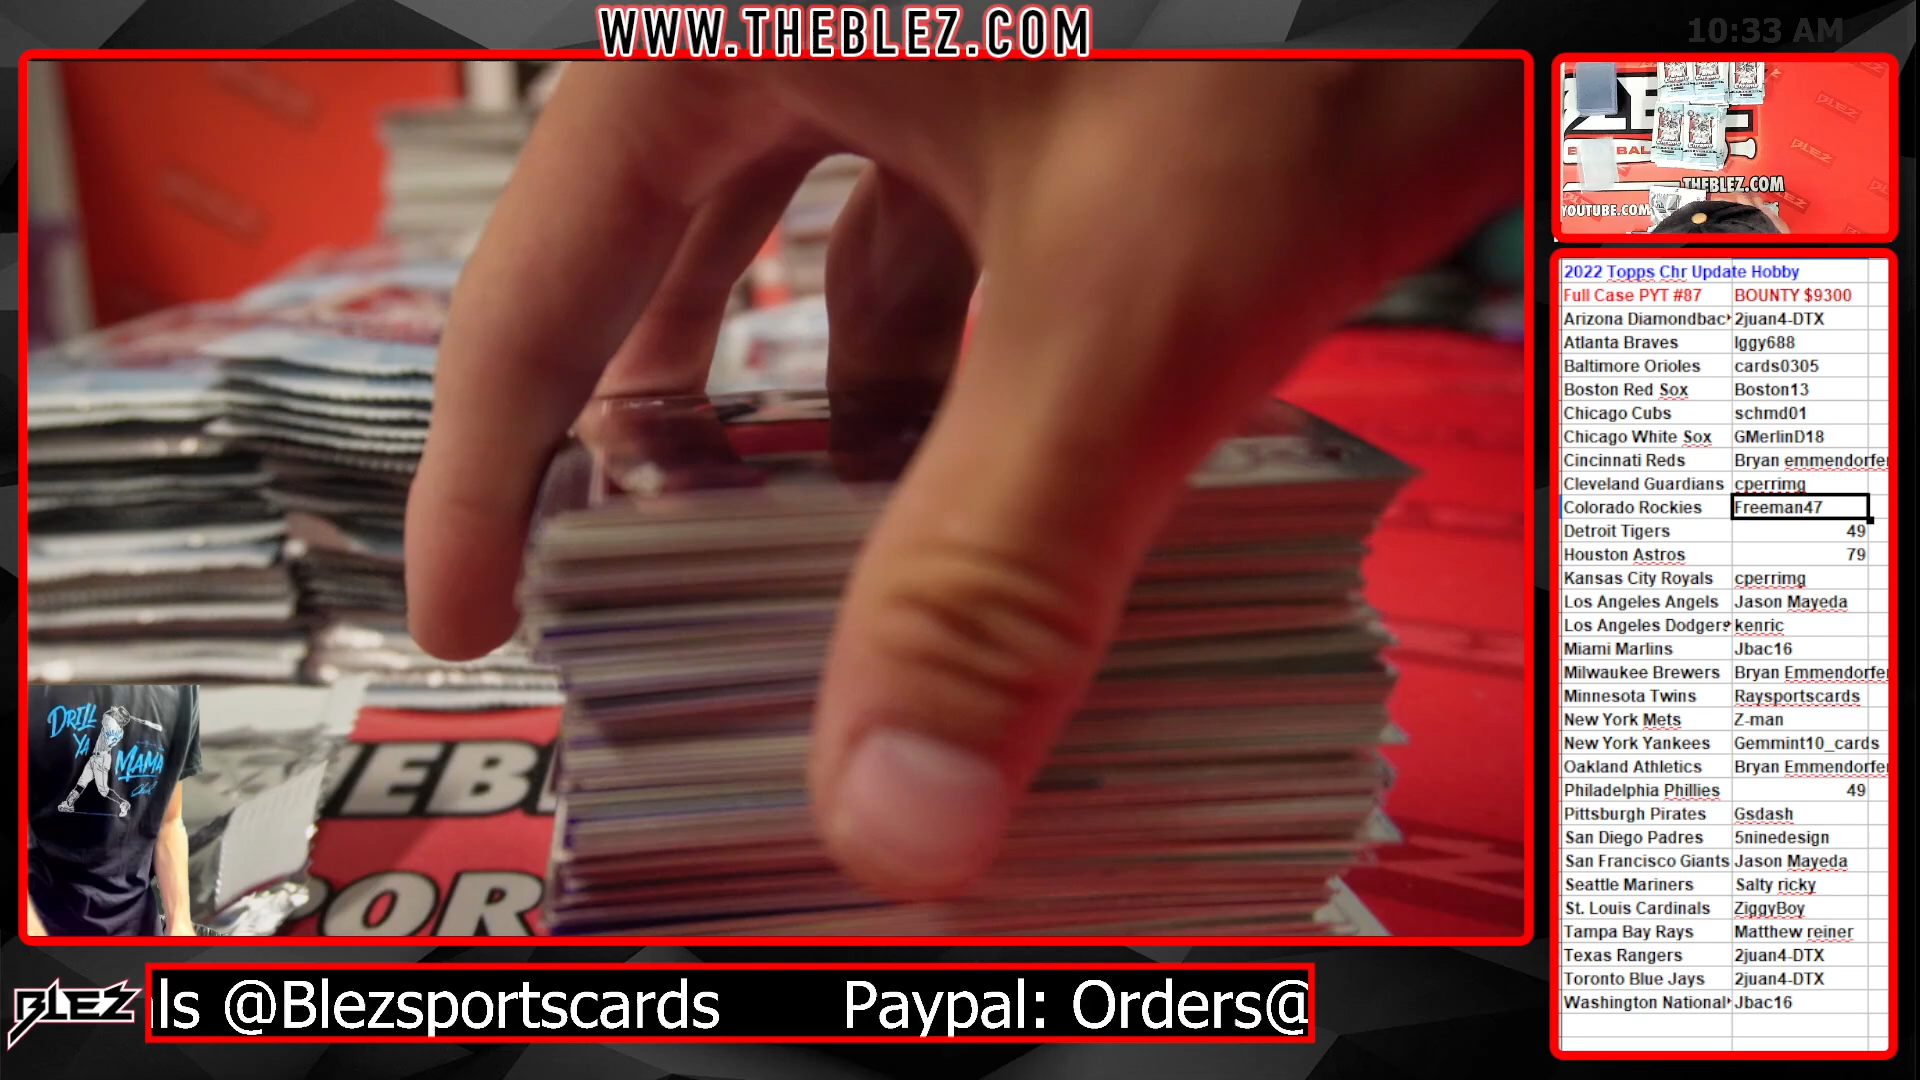 WWW.THEBLEZ.COM
10:33 AM
BLEZ
THEBLEZ.COM
YOUTUBE.COM
2022 Topps Chr Update Hobby
Full Case PYT #87 BOUNTY $9300
Arizona Diamondbac 2juan4-DTX
Atlanta Braves Iggy688
Baltimore Orioles cards0305
Boston Red Sox Boston13
Chicago Cubs schmd01
Chicago White Sox GMerlinD18
Cincinnati Reds Bryan emmendorfer
Cleveland Guardians cperrimg
Colorado Rockies Freeman47
Detroit Tigers 49
Houston Astros 79
Kansas City Royals cperrimg
Los Angeles Angels Jason Mayeda
Los Angeles Dodgers kenric
Miami Marlins Jbac16
Milwaukee Brewers Bryan Emmendorfer
Minnesota Twins Raysportscards
New York Mets Z-man
New York Yankees Gemmint10_cards
Oakland Athletics Bryan Emmendorfer
Philadelphia Phillies 49
Pittsburgh Pirates Gsdash
San Diego Padres 5ninedesign
San Francisco Giants Jason Mayeda
Seattle Mariners Salty ricky
St. Louis Cardinals ZiggyBoy
Tampa Bay Rays Matthew reiner
Texas Rangers 2juan4-DTX
Toronto Blue Jays 2juan4-DTX
Washington National Jbac16
DRILL
YA
MAMA
EB
POR
BLEZ
ls @Blezsportscards Paypal: Orders@